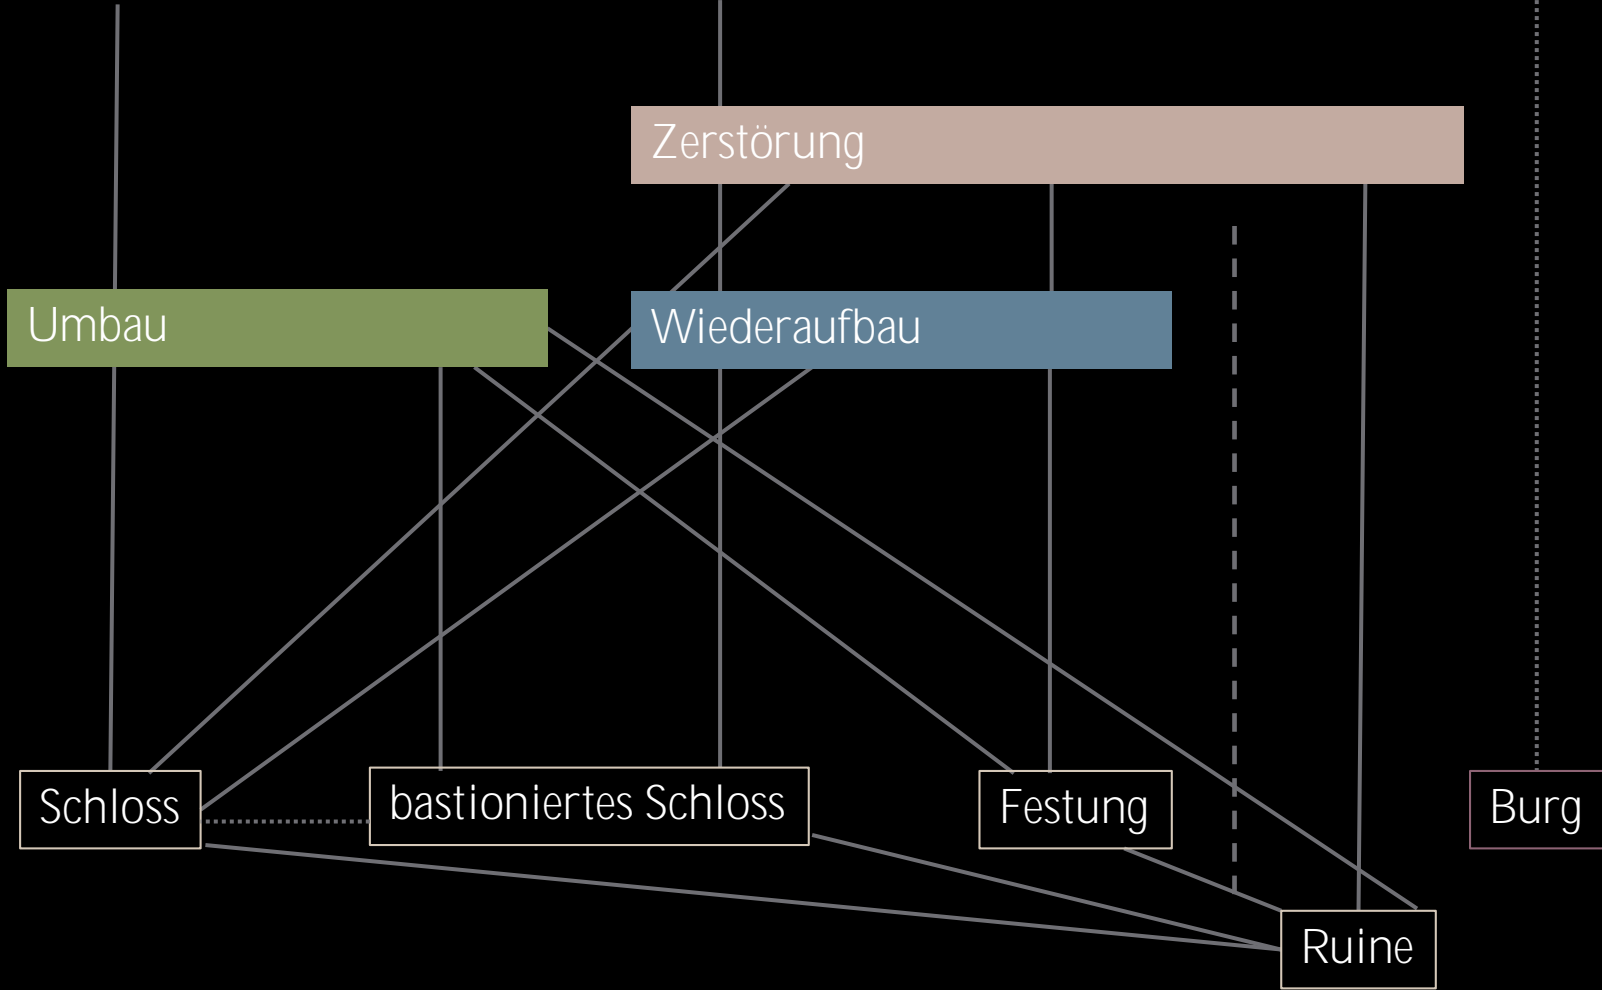 Zerstörung
Umbau
Wiederaufbau
Schloss
bastioniertes Schloss
Festung
Burg
Ruine